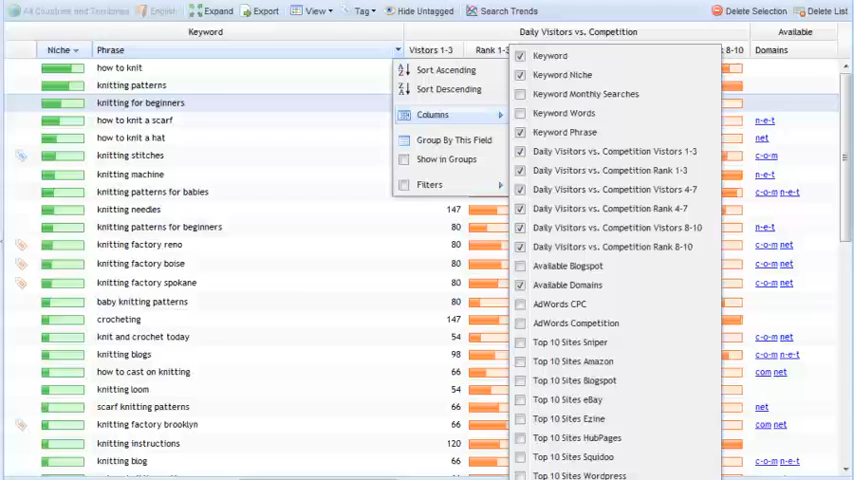 All Countries and Territories English Expand Export View Tag Hide Untagged Search Trends Delete Selection Delete List
Keyword Daily Visitors vs. Competition Available
Niche Phrase Vistors 1-3 Rank 1-3 8-10 Domains
how to knit
knitting patterns
knitting for beginners
how to knit a scarf n-e-t
how to knit a hat net
knitting stitches c-o-m
knitting machine n-e-t
knitting patterns for babies c-o-m n-e-t
knitting needles 147
knitting patterns for beginners 80 n-e-t
knitting factory reno 80 c-o-m net
knitting factory boise 80 c-o-m net
knitting factory spokane 80 c-o-m net
baby knitting patterns 80
crocheting 147
knit and crochet today 54 c-o-m net
knitting blogs 98 c-o-m n-e-t
how to cast on knitting 66 com net
knitting loom 54
scarf knitting patterns 66 net
knitting factory brooklyn 66 com net
knitting instructions 120
knitting blog 66 c-o-m n-e-t
Sort Ascending
Sort Descending
Columns
Group By This Field
Show in Groups
Filters
Keyword
Keyword Niche
Keyword Monthly Searches
Keyword Words
Keyword Phrase
Daily Visitors vs. Competition Vistors 1-3
Daily Visitors vs. Competition Rank 1-3
Daily Visitors vs. Competition Vistors 4-7
Daily Visitors vs. Competition Rank 4-7
Daily Visitors vs. Competition Vistors 8-10
Daily Visitors vs. Competition Rank 8-10
Available Blogspot
Available Domains
AdWords CPC
AdWords Competition
Top 10 Sites Sniper
Top 10 Sites Amazon
Top 10 Sites Blogspot
Top 10 Sites eBay
Top 10 Sites Ezine
Top 10 Sites HubPages
Top 10 Sites Squidoo
Top 10 Sites Wordpress